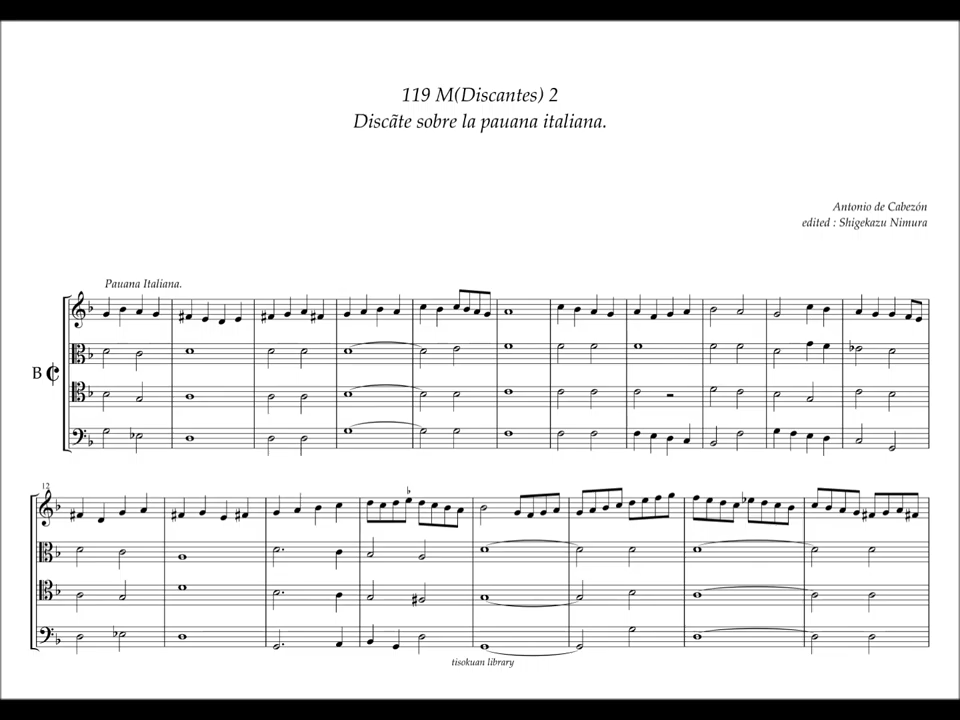 119 M(Discantes) 2
Discãte sobre la pauana italiana.
Antonio de Cabezón
edited : Shigekazu Nimura
Pauana Italiana.
B
12
tisokuan library